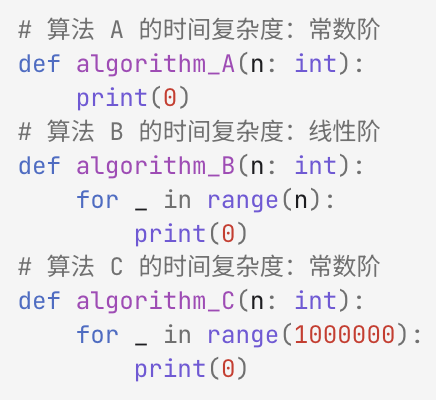 # 算法 A 的时间复杂度：常数阶
def algorithm_A(n: int):
    print(0)
# 算法 B 的时间复杂度：线性阶
def algorithm_B(n: int):
    for _ in range(n):
        print(0)
# 算法 C 的时间复杂度：常数阶
def algorithm_C(n: int):
    for _ in range(1000000):
        print(0)